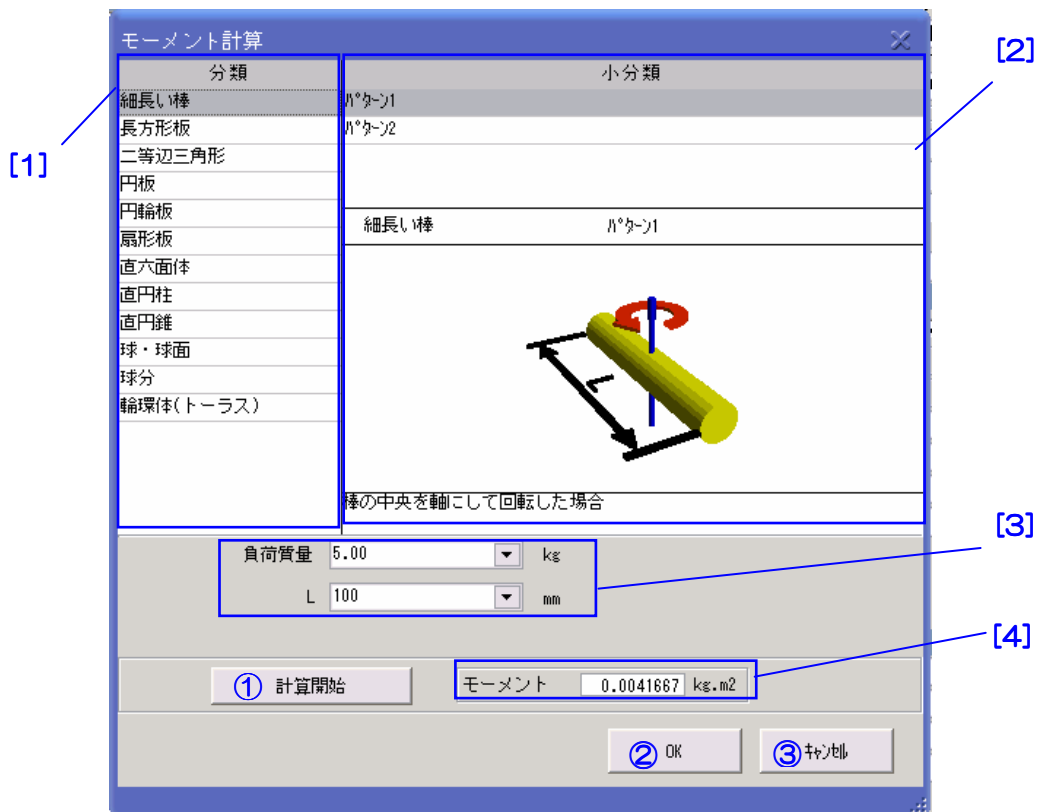 モーメント計算
[2]
分類
小分類
[1]
細長い棒
長方形板
二等辺三角形
円板
円輪板
扇形板
直六面体
直円柱
直円錐
球・球面
球分
輪環体(トーラス)
ﾊﾟﾀｰﾝ1
ﾊﾟﾀｰﾝ2
細長い棒 ﾊﾟﾀｰﾝ1
L
棒の中央を軸にして回転した場合
[3]
負荷質量 5.00 kg
L 100 mm
[4]
① 計算開始
モーメント 0.0041667 kg.m2
② OK
③ ｷｬﾝｾﾙ